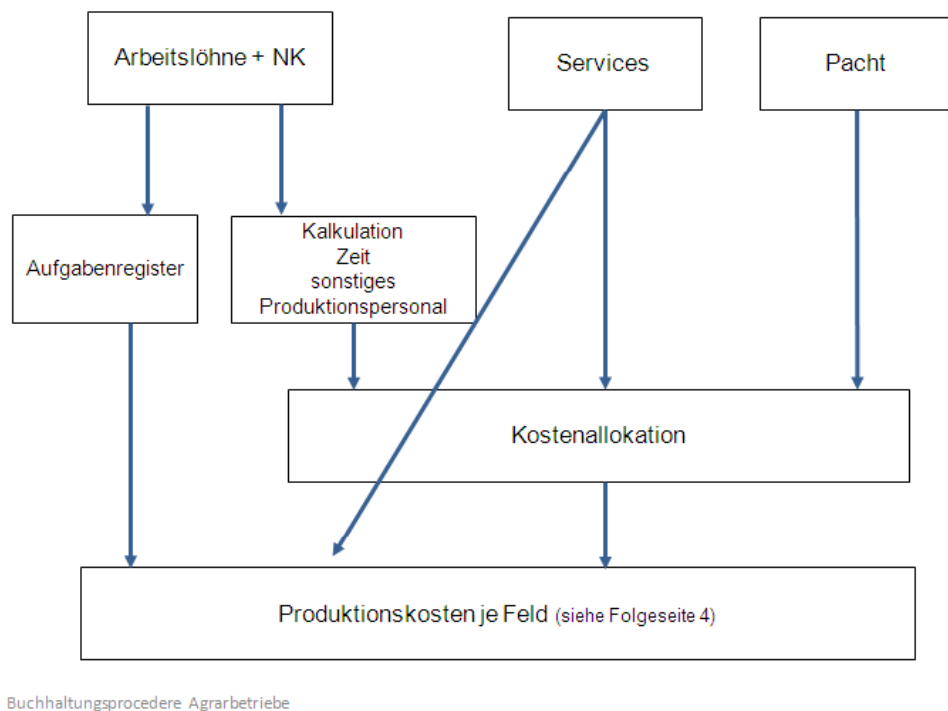 Arbeitslöhne + NK
Services
Pacht
Aufgabenregister
Kalkulation
Zeit
sonstiges
Produktionspersonal
Kostenallokation
Produktionskosten je Feld (siehe Folgeseite 4)
Buchhaltungsprocedere Agrarbetriebe